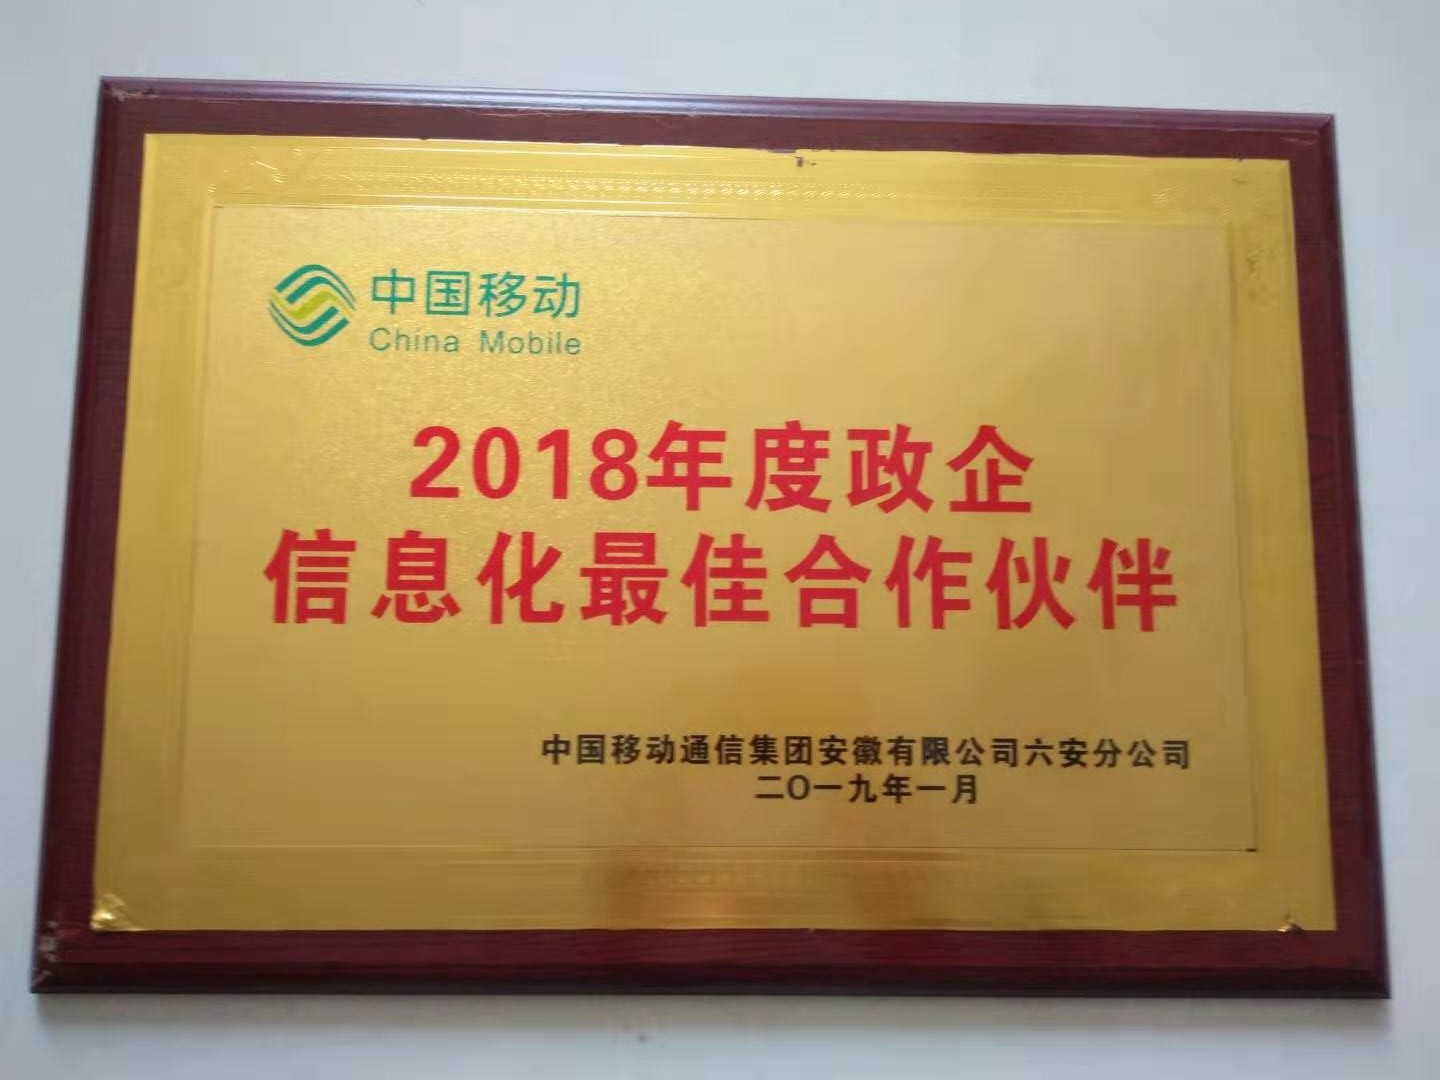 中国移动
China Mobile
2018年度政企
信息化最佳合作伙伴
中国移动通信集团安徽有限公司六安分公司
二〇一九年一月